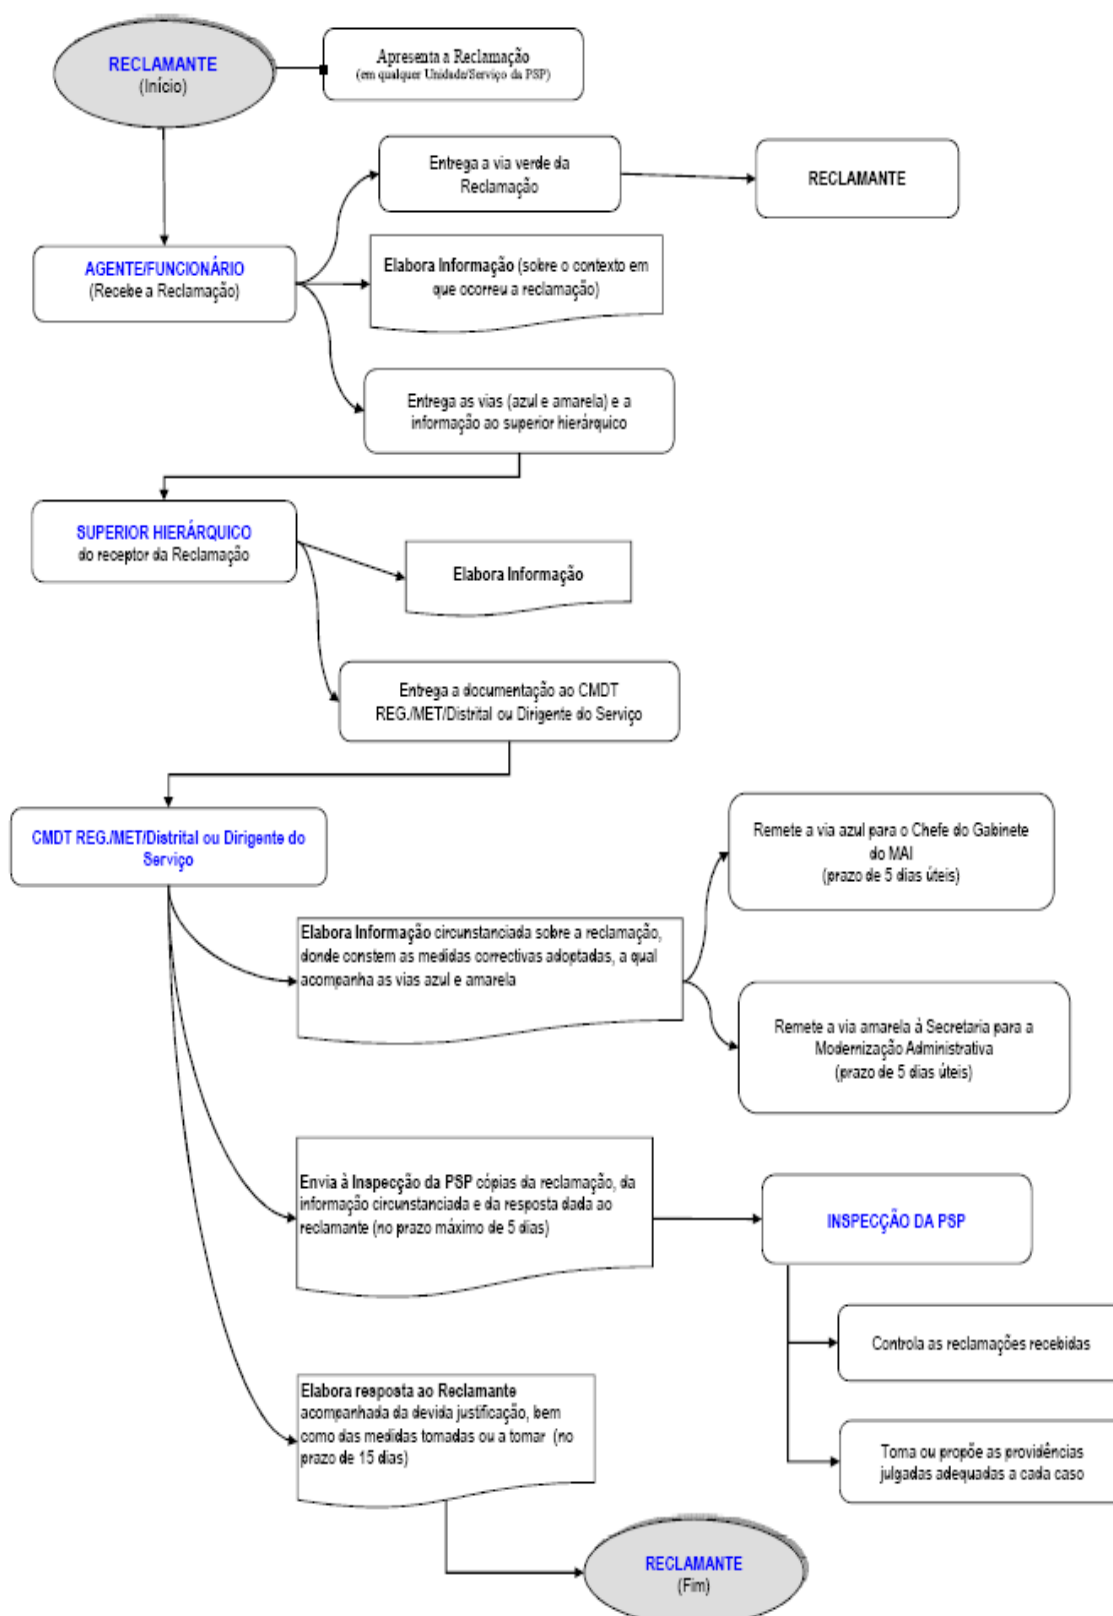 RECLAMANTE
(Início)
Apresenta a Reclamação
(em qualquer Unidade/Serviço da PSP)
Entrega a via verde da
Reclamação
RECLAMANTE
AGENTE/FUNCIONÁRIO
(Recebe a Reclamação)
Elabora Informação (sobre o contexto em
que ocorreu a reclamação)
Entrega as vias (azul e amarela) e a
informação ao superior hierárquico
SUPERIOR HIERÁRQUICO
do receptor da Reclamação
Elabora Informação
Entrega a documentação ao CMDT
REG./MET/Distrital ou Dirigente do Serviço
CMDT REG./MET/Distrital ou Dirigente do
Serviço
Remete a via azul para o Chefe do Gabinete
do MAI
(prazo de 5 dias úteis)
Elabora Informação circunstanciada sobre a reclamação,
donde constem as medidas correctivas adoptadas, a qual
acompanha as vias azul e amarela
Remete a via amarela à Secretaria para a
Modernização Administrativa
(prazo de 5 dias úteis)
Envia à Inspecção da PSP cópias da reclamação, da
informação circunstanciada e da resposta dada ao
reclamante (no prazo máximo de 5 dias)
INSPECÇÃO DA PSP
Controla as reclamações recebidas
Elabora resposta ao Reclamante
acompanhada da devida justificação, bem
como das medidas tomadas ou a tomar (no
prazo de 15 dias)
Toma ou propõe as providências
julgadas adequadas a cada caso
RECLAMANTE
(Fim)